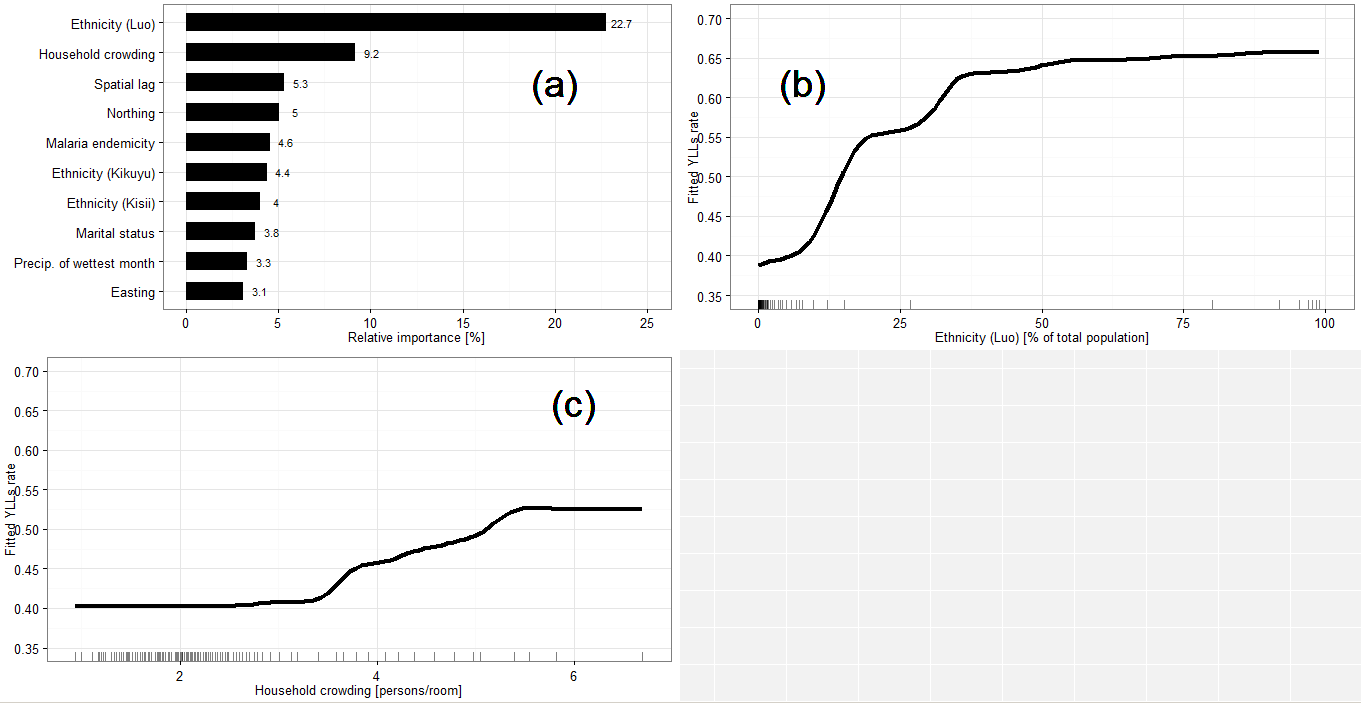 Ethnicity (Luo) 22.7
Household crowding 9.2
Spatial lag 5.3
Northing 5
Malaria endemicity 4.6
Ethnicity (Kikuyu) 4.4
Ethnicity (Kisii) 4
Marital status 3.8
Precip. of wettest month 3.3
Easting 3.1
(a)
0 5 10 15 20 25
Relative importance [%]
0.70
0.65
0.60
0.55
0.50
0.45
0.40
0.35
Fitted YLLs rate
(b)
0 25 50 75 100
Ethnicity (Luo) [% of total population]
0.70
0.65
0.60
0.55
0.50
0.45
0.40
0.35
Fitted YLLs rate
(c)
2 4 6
Household crowding [persons/room]